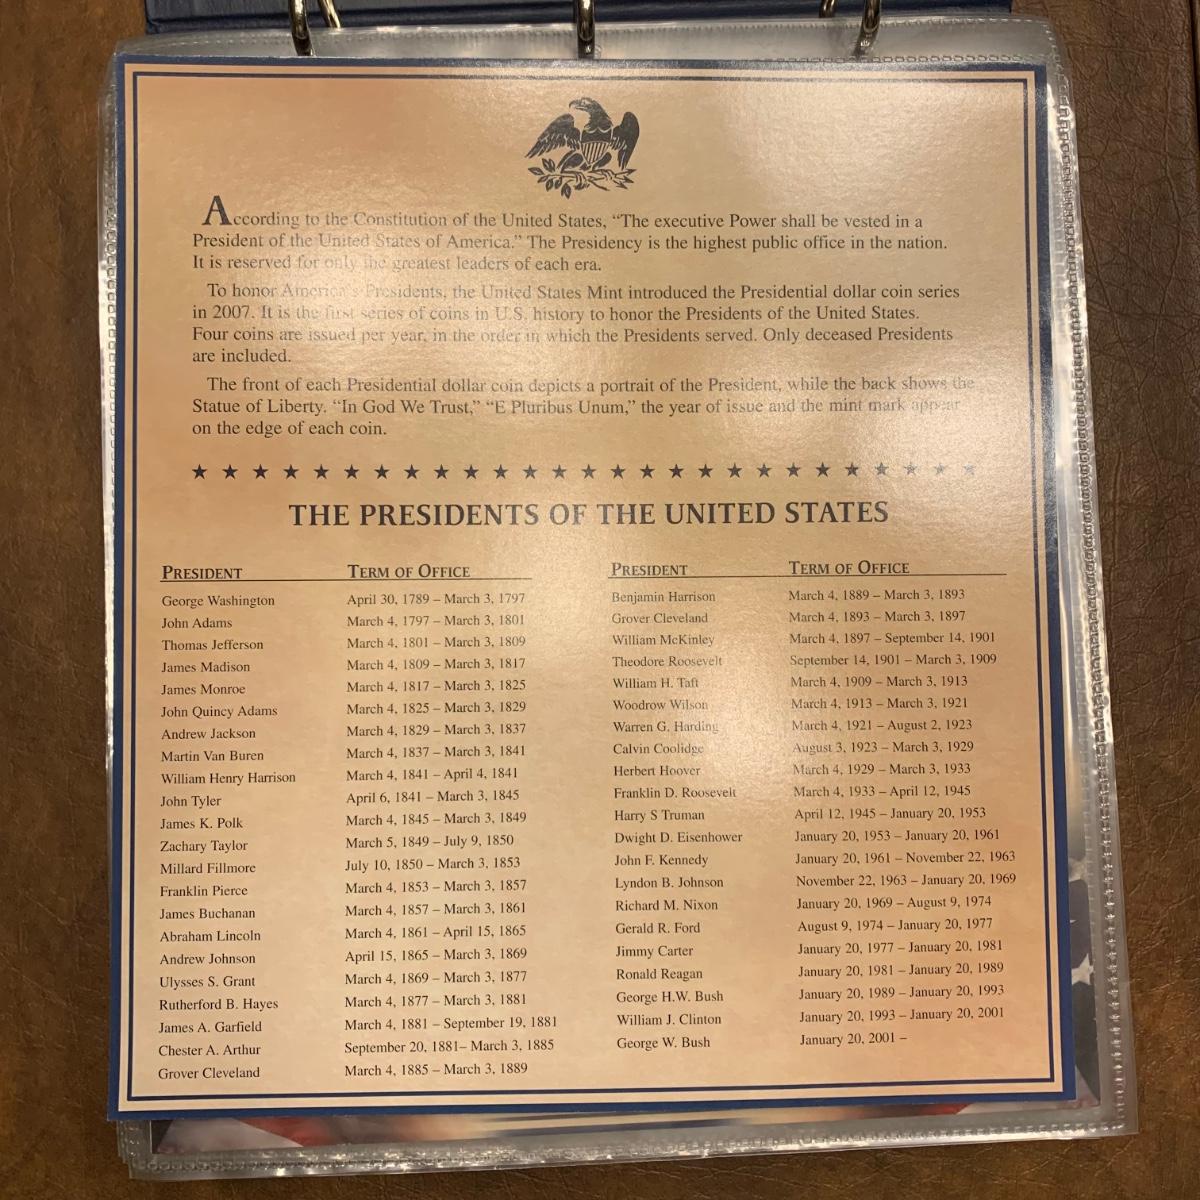 According to the Constitution of the United States, “The executive Power shall be vested in a
President of the United States of America.” The Presidency is the highest public office in the nation.
It is reserved for only the greatest leaders of each era.
To honor America's Presidents, the United States Mint introduced the Presidential dollar coin series
in 2007. It is the first series of coins in U.S. history to honor the Presidents of the United States.
Four coins are issued per year, in the order in which the Presidents served. Only deceased Presidents
are included.
The front of each Presidential dollar coin depicts a portrait of the President, while the back shows the
Statue of Liberty. “In God We Trust,” “E Pluribus Unum,” the year of issue and the mint mark appear
on the edge of each coin.
THE PRESIDENTS OF THE UNITED STATES
PRESIDENT TERM OF OFFICE
George Washington April 30, 1789 – March 3, 1797
John Adams March 4, 1797 – March 3, 1801
Thomas Jefferson March 4, 1801 – March 3, 1809
James Madison March 4, 1809 – March 3, 1817
James Monroe March 4, 1817 – March 3, 1825
John Quincy Adams March 4, 1825 – March 3, 1829
Andrew Jackson March 4, 1829 – March 3, 1837
Martin Van Buren March 4, 1837 – March 3, 1841
William Henry Harrison March 4, 1841 – April 4, 1841
John Tyler April 6, 1841 – March 3, 1845
James K. Polk March 4, 1845 – March 3, 1849
Zachary Taylor March 5, 1849 – July 9, 1850
Millard Fillmore July 10, 1850 – March 3, 1853
Franklin Pierce March 4, 1853 – March 3, 1857
James Buchanan March 4, 1857 – March 3, 1861
Abraham Lincoln March 4, 1861 – April 15, 1865
Andrew Johnson April 15, 1865 – March 3, 1869
Ulysses S. Grant March 4, 1869 – March 3, 1877
Rutherford B. Hayes March 4, 1877 – March 3, 1881
James A. Garfield March 4, 1881 – September 19, 1881
Chester A. Arthur September 20, 1881– March 3, 1885
Grover Cleveland March 4, 1885 – March 3, 1889
PRESIDENT TERM OF OFFICE
Benjamin Harrison March 4, 1889 – March 3, 1893
Grover Cleveland March 4, 1893 – March 3, 1897
William McKinley March 4, 1897 – September 14, 1901
Theodore Roosevelt September 14, 1901 – March 3, 1909
William H. Taft March 4, 1909 – March 3, 1913
Woodrow Wilson March 4, 1913 – March 3, 1921
Warren G. Harding March 4, 1921 – August 2, 1923
Calvin Coolidge August 3, 1923 – March 3, 1929
Herbert Hoover March 4, 1929 – March 3, 1933
Franklin D. Roosevelt March 4, 1933 – April 12, 1945
Harry S Truman April 12, 1945 – January 20, 1953
Dwight D. Eisenhower January 20, 1953 – January 20, 1961
John F. Kennedy January 20, 1961 – November 22, 1963
Lyndon B. Johnson November 22, 1963 – January 20, 1969
Richard M. Nixon January 20, 1969 – August 9, 1974
Gerald R. Ford August 9, 1974 – January 20, 1977
Jimmy Carter January 20, 1977 – January 20, 1981
Ronald Reagan January 20, 1981 – January 20, 1989
George H.W. Bush January 20, 1989 – January 20, 1993
William J. Clinton January 20, 1993 – January 20, 2001
George W. Bush January 20, 2001 –